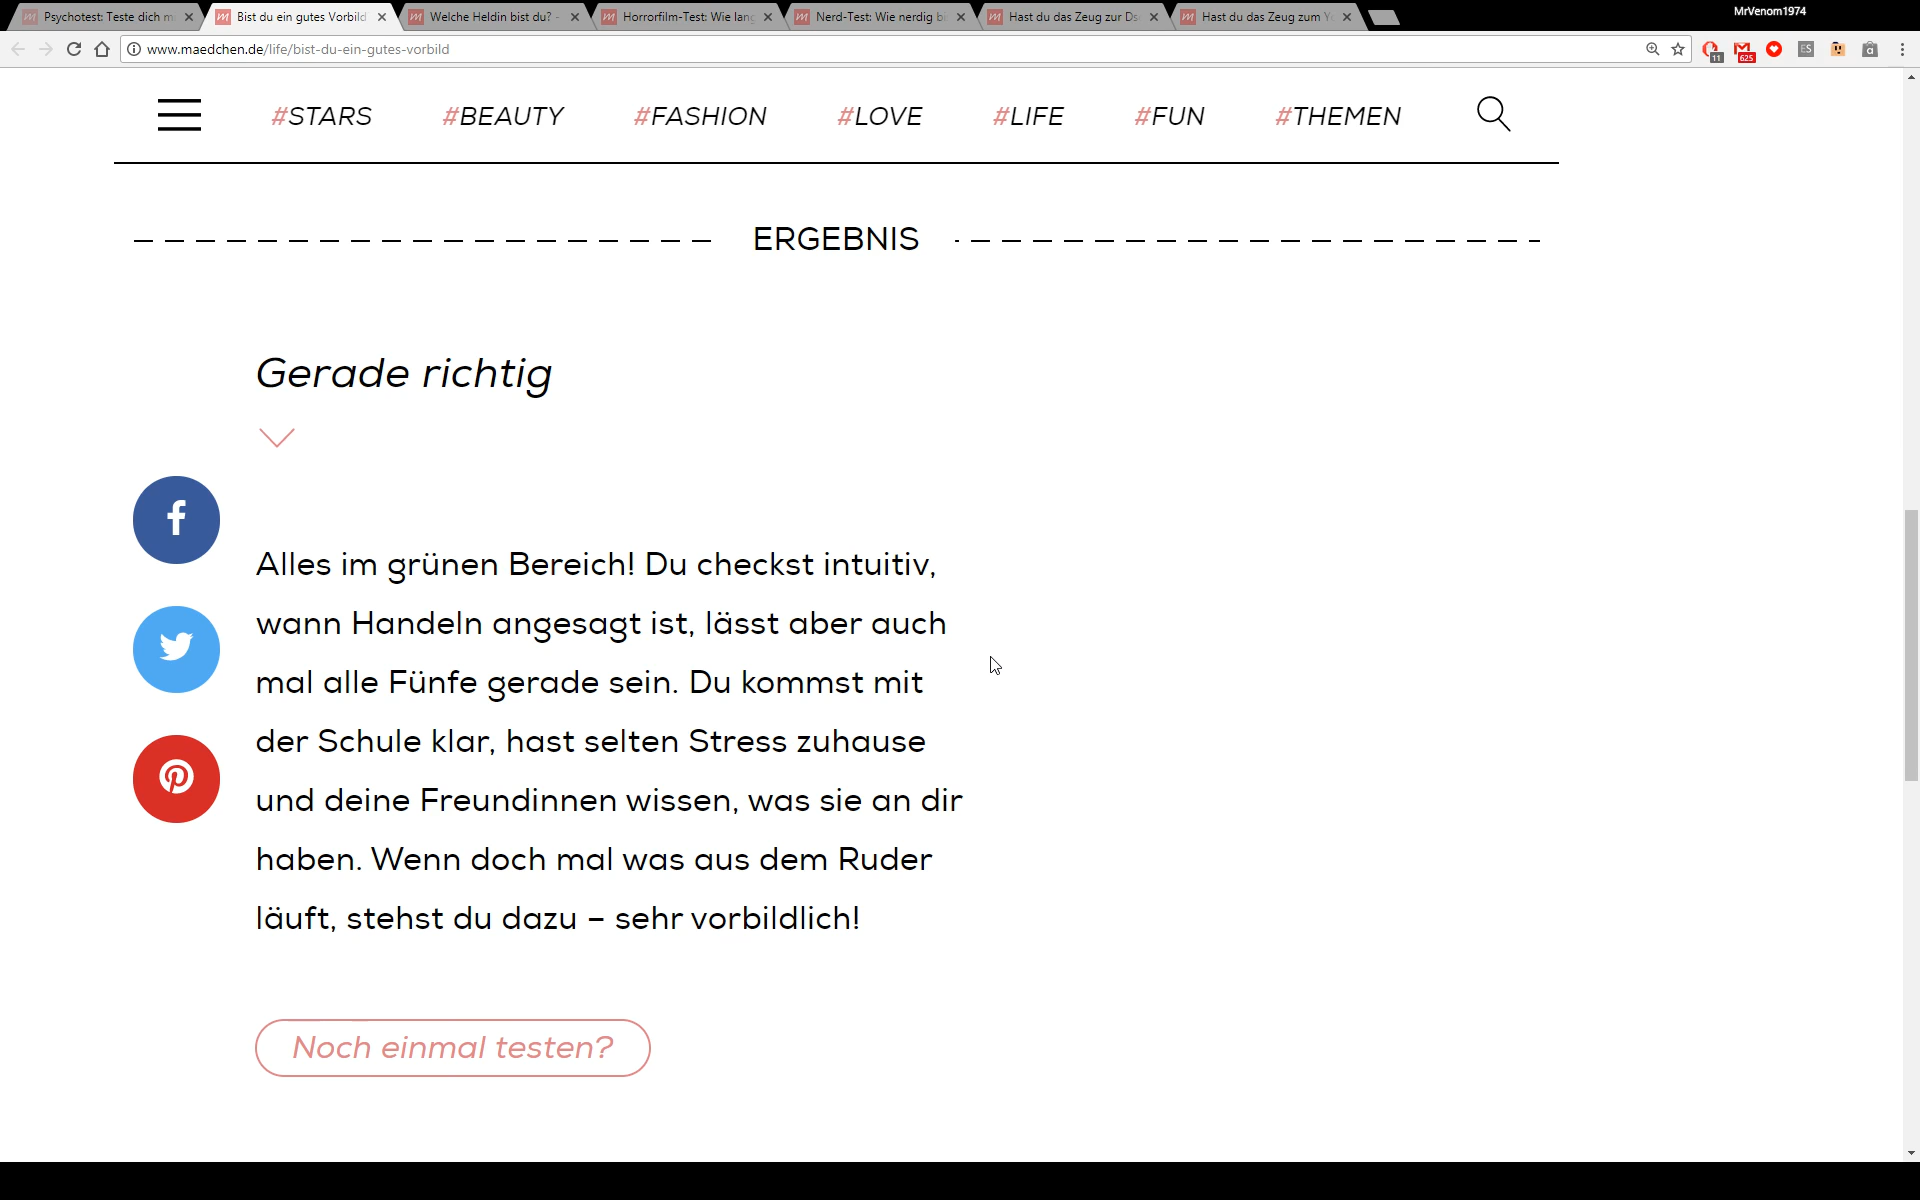 MrVenom1974
Psychotest: Teste dich m
Bist du ein gutes Vorbild
Welche Heldin bist du? -
Horrorfilm-Test: Wie lang
Nerd-Test: Wie nerdig bi
Hast du das Zeug zur Ds
Hast du das Zeug zum Yo
www.maedchen.de/life/bist-du-ein-gutes-vorbild
11
625
ES
#STARS #BEAUTY #FASHION #LOVE #LIFE #FUN #THEMEN
ERGEBNIS
Gerade richtig
Alles im grünen Bereich! Du checkst intuitiv,
wann Handeln angesagt ist, lässt aber auch
mal alle Fünfe gerade sein. Du kommst mit
der Schule klar, hast selten Stress zuhause
und deine Freundinnen wissen, was sie an dir
haben. Wenn doch mal was aus dem Ruder
läuft, stehst du dazu – sehr vorbildlich!
Noch einmal testen?